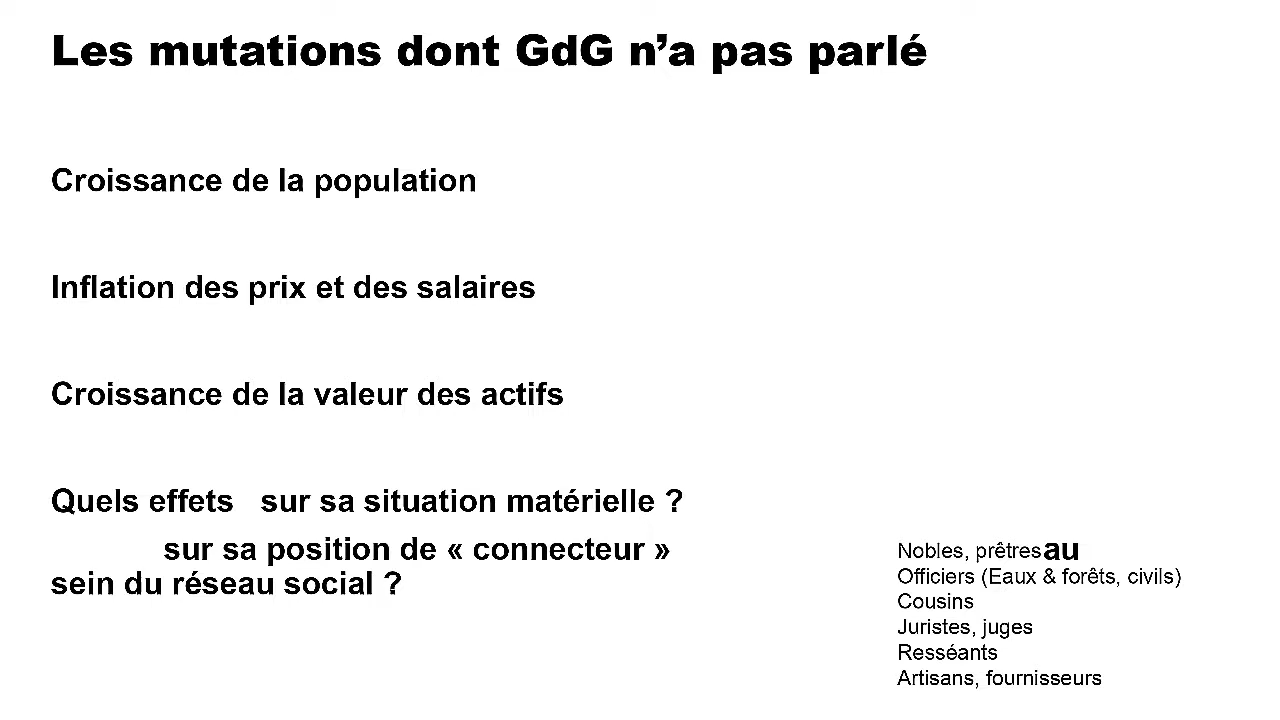 Les mutations dont GdG n’a pas parlé
Croissance de la population
Inflation des prix et des salaires
Croissance de la valeur des actifs
Quels effets sur sa situation matérielle ?
sur sa position de « connecteur » au
sein du réseau social ?
Nobles, prêtres
Officiers (Eaux & forêts, civils)
Cousins
Juristes, juges
Resséants
Artisans, fournisseurs